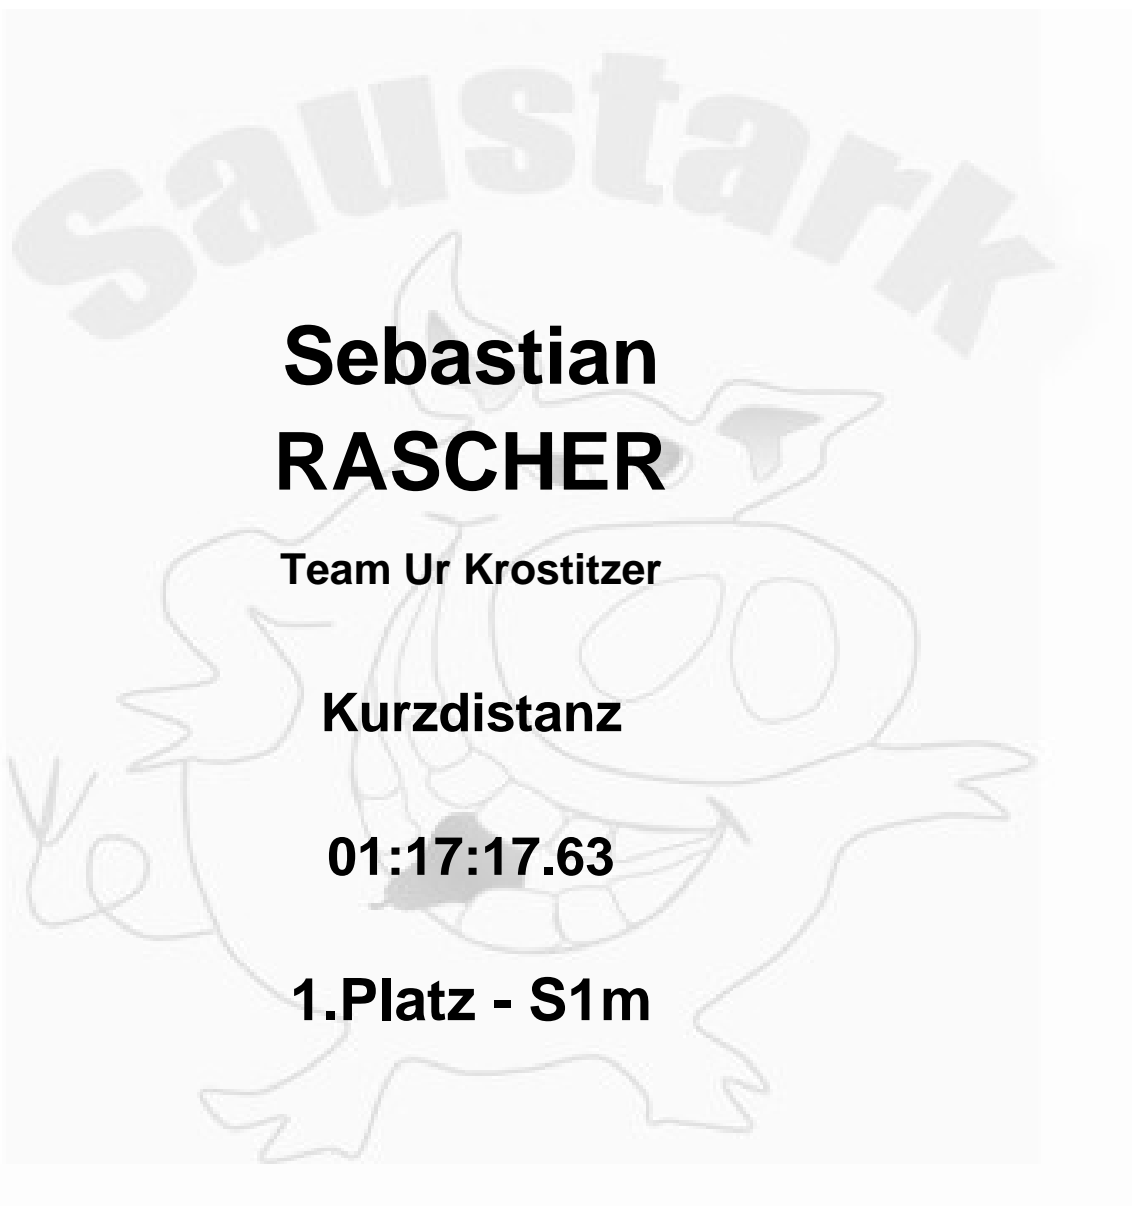 Saustark
Sebastian
RASCHER
Team Ur Krostitzer
Kurzdistanz
01:17:17.63
1.Platz - S1m